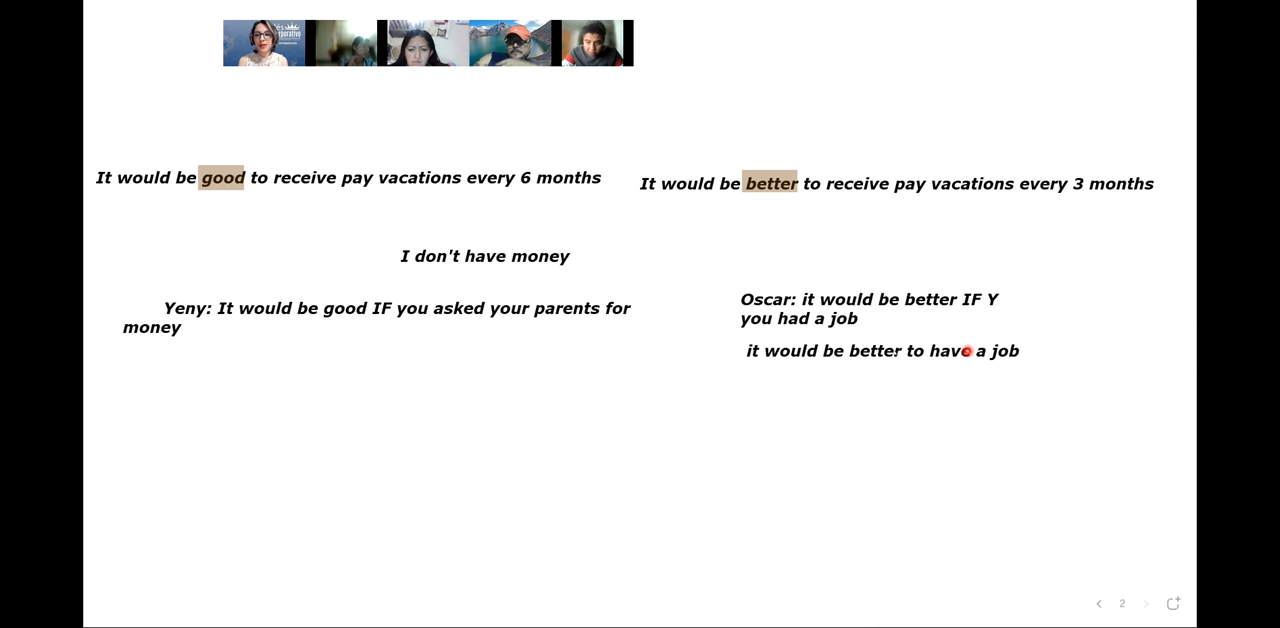 It would be good to receive pay vacations every 6 months
It would be better to receive pay vacations every 3 months
I don't have money
Yeny: It would be good IF you asked your parents for
money
Oscar: it would be better IF Y
you had a job
it would be better to have a job
2